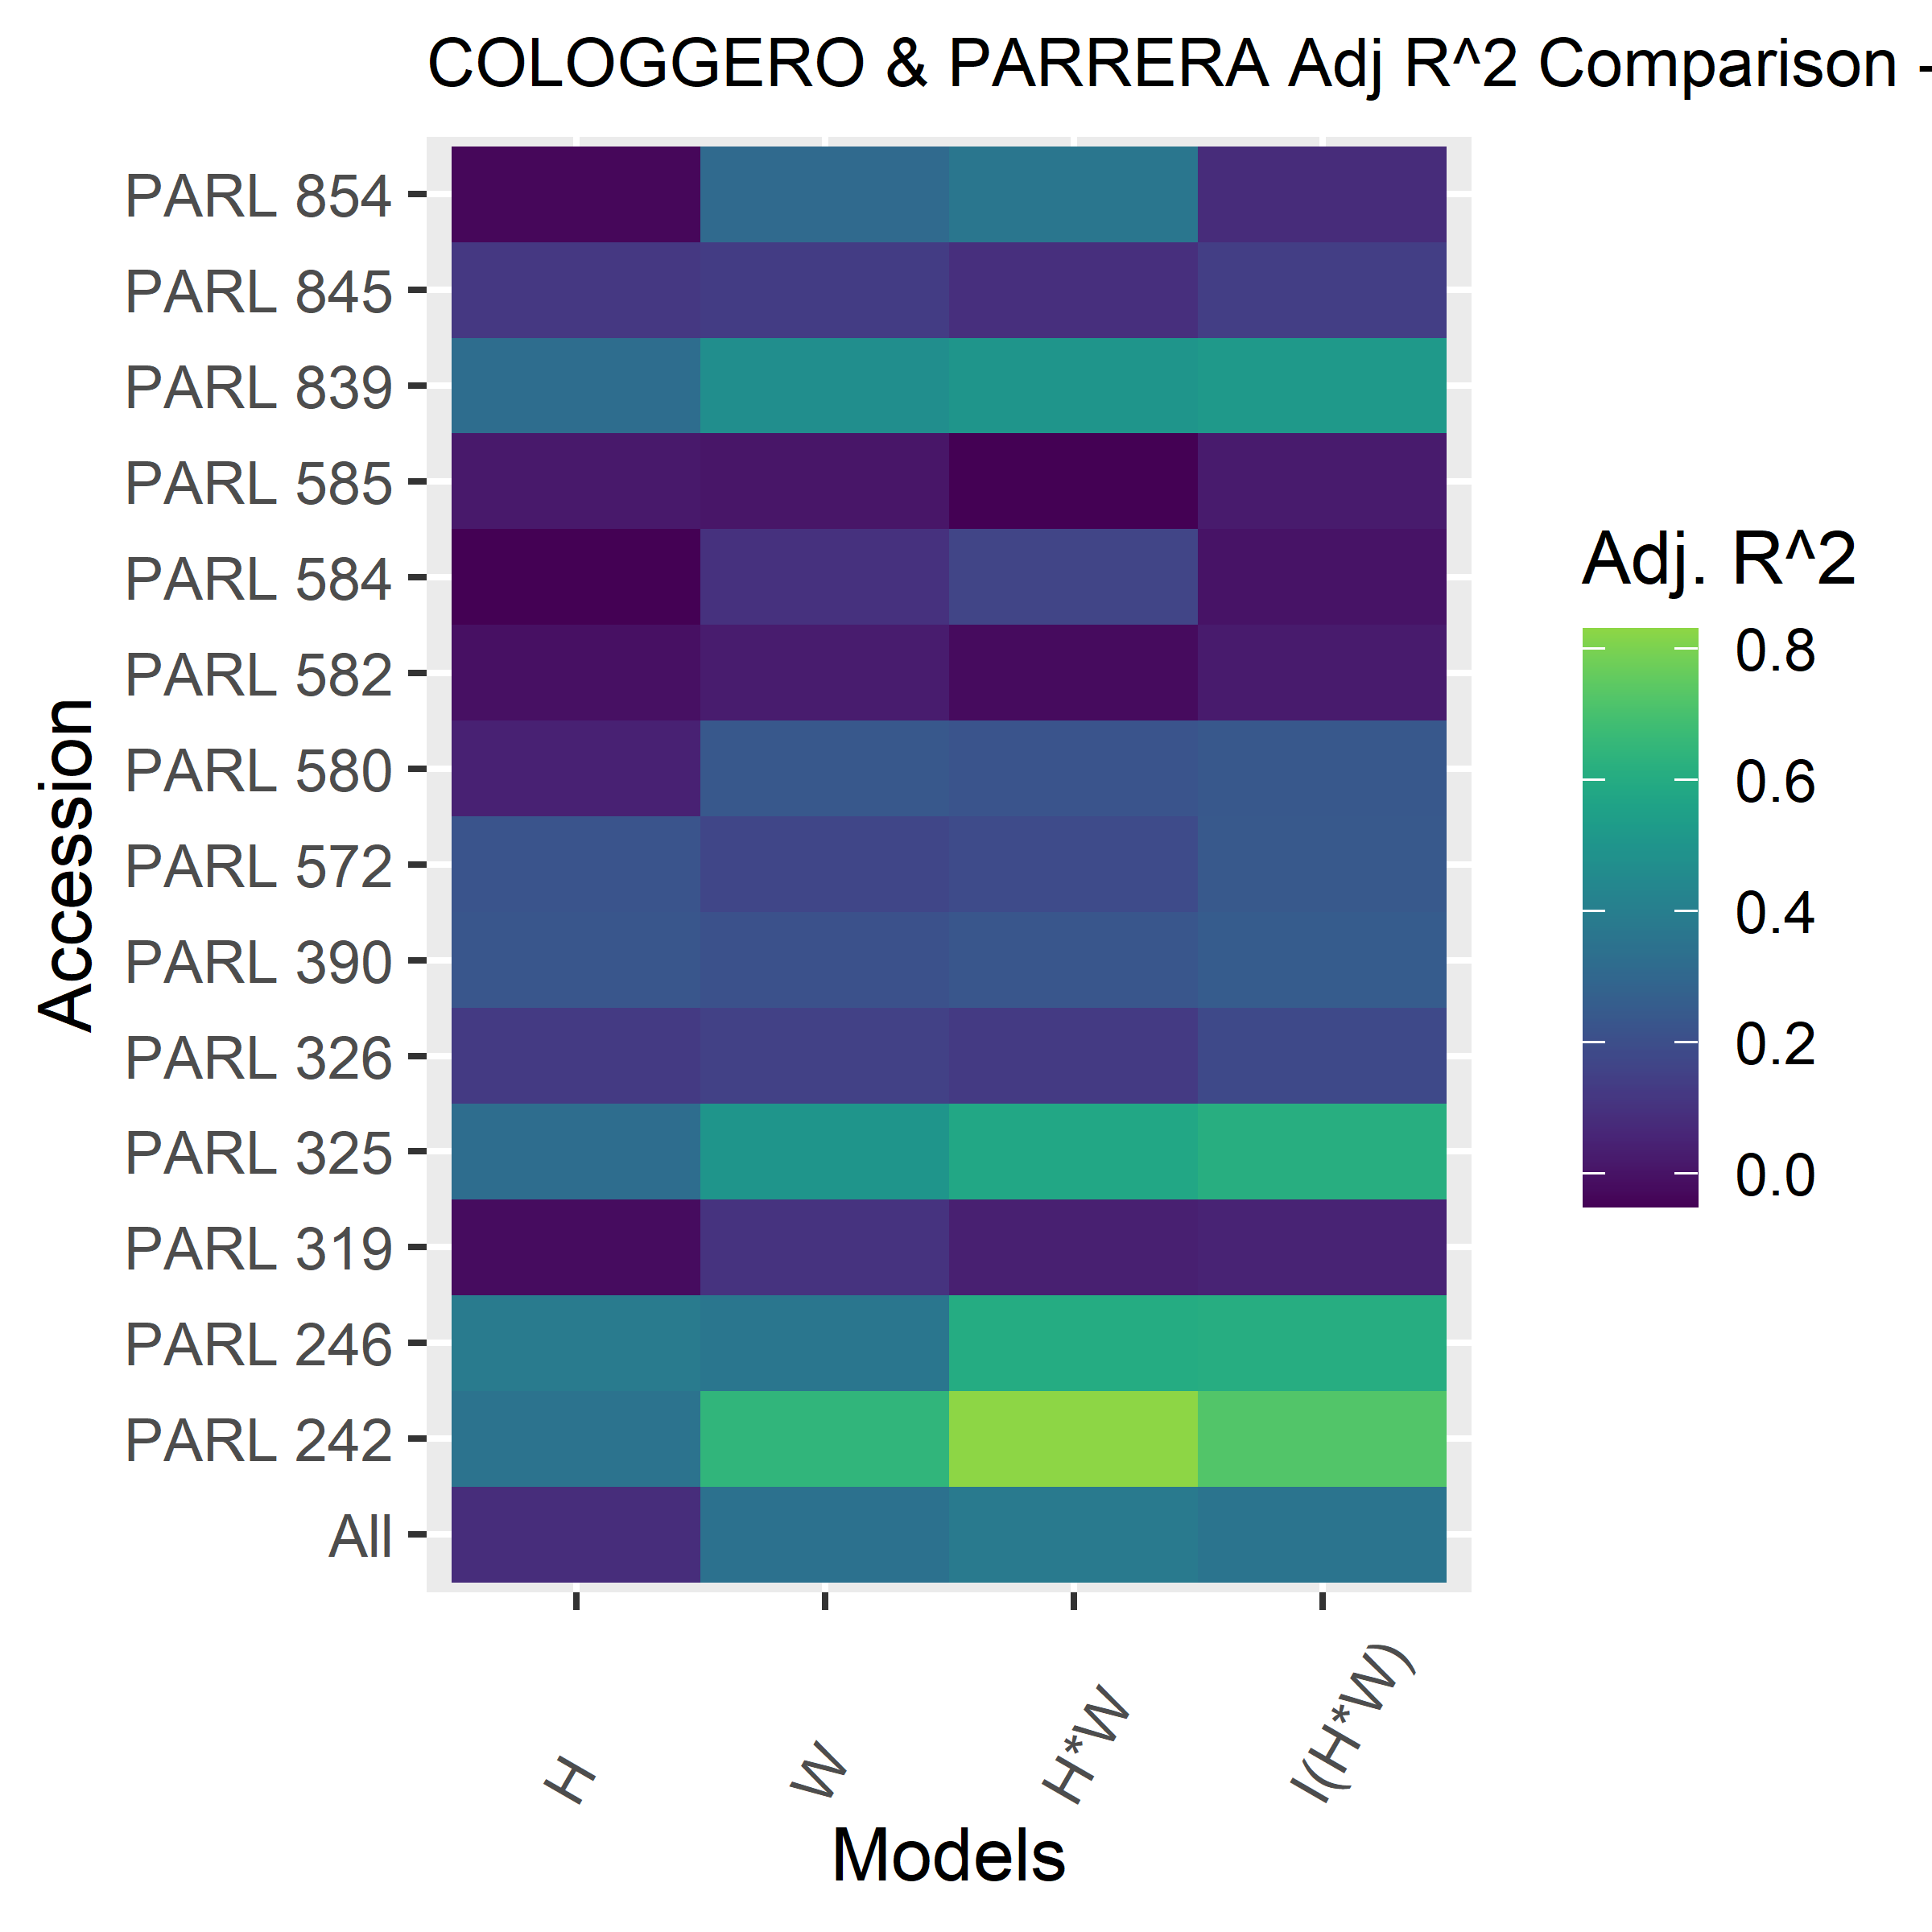 COLOGGERO & PARRERA Adj R^2 Comparison -
Accession
PARL 854
PARL 845
PARL 839
PARL 585
PARL 584
PARL 582
PARL 580
PARL 572
PARL 390
PARL 326
PARL 325
PARL 319
PARL 246
PARL 242
All
H
W
H*W
I(H*W)
Models
Adj. R^2
0.8
0.6
0.4
0.2
0.0